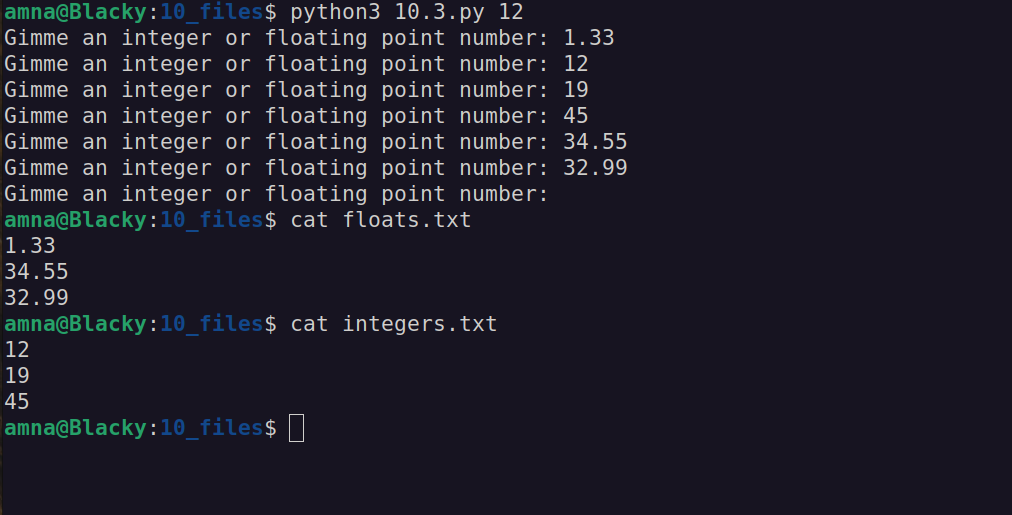 amna@Blacky:10_files$ python3 10.3.py 12
Gimme an integer or floating point number: 1.33
Gimme an integer or floating point number: 12
Gimme an integer or floating point number: 19
Gimme an integer or floating point number: 45
Gimme an integer or floating point number: 34.55
Gimme an integer or floating point number: 32.99
Gimme an integer or floating point number:
amna@Blacky:10_files$ cat floats.txt
1.33
34.55
32.99
amna@Blacky:10_files$ cat integers.txt
12
19
45
amna@Blacky:10_files$